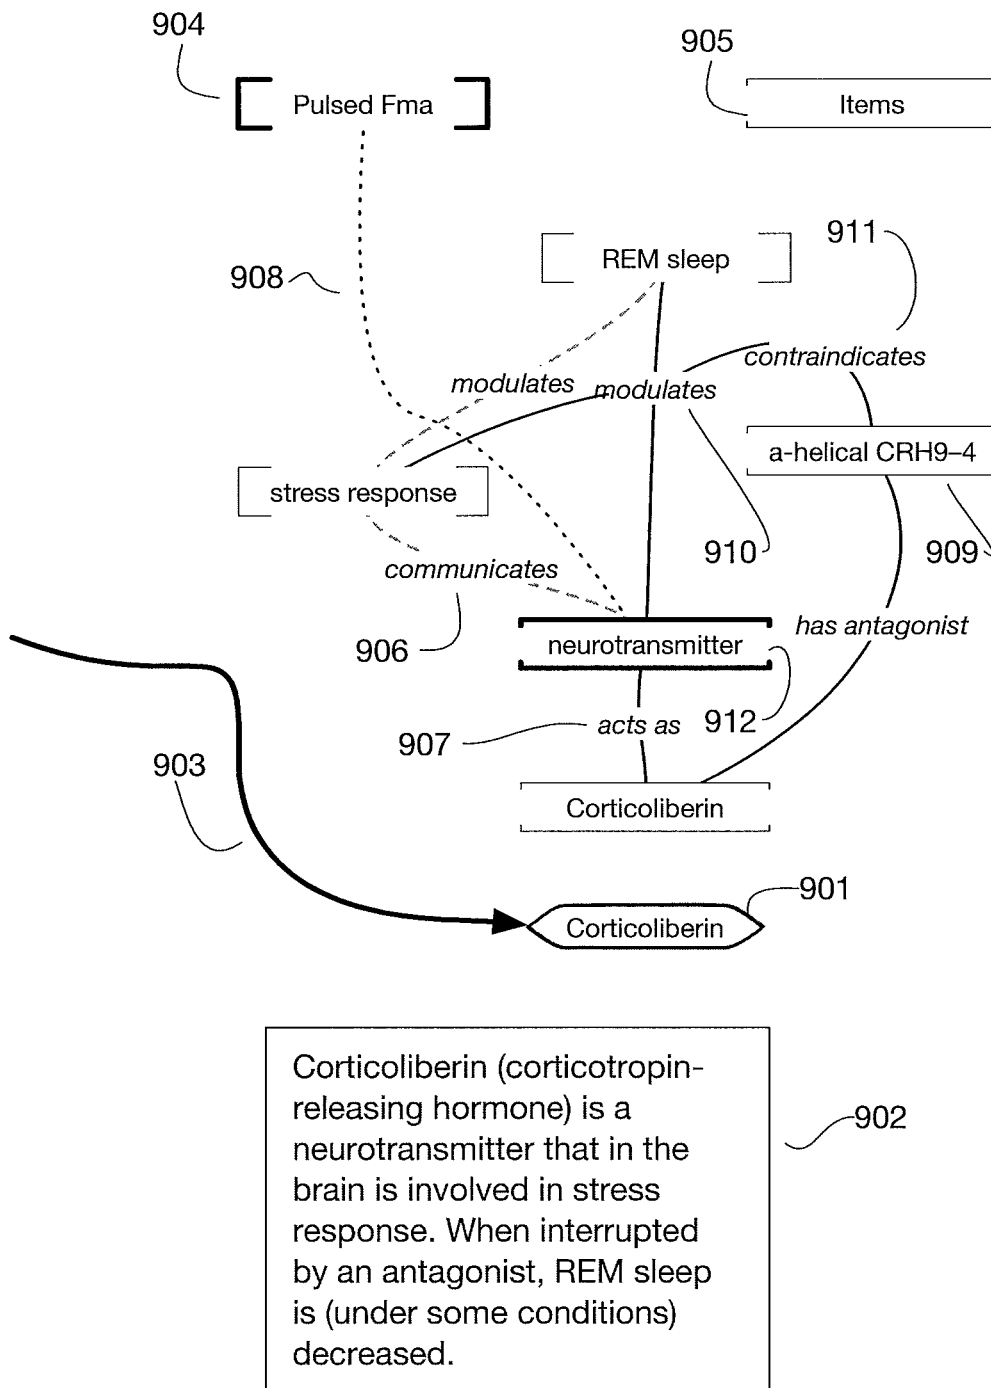 904
905
Pulsed Fma
Items
911
REM sleep
908
contraindicates
modulates modulates
a-helical CRH9–4
stress response
910
909
communicates
has antagonist
906
neurotransmitter
912
907
acts as
903
Corticoliberin
901
Corticoliberin
Corticoliberin (corticotropin-
releasing hormone) is a
neurotransmitter that in the
brain is involved in stress
response. When interrupted
by an antagonist, REM sleep
is (under some conditions)
decreased.
902